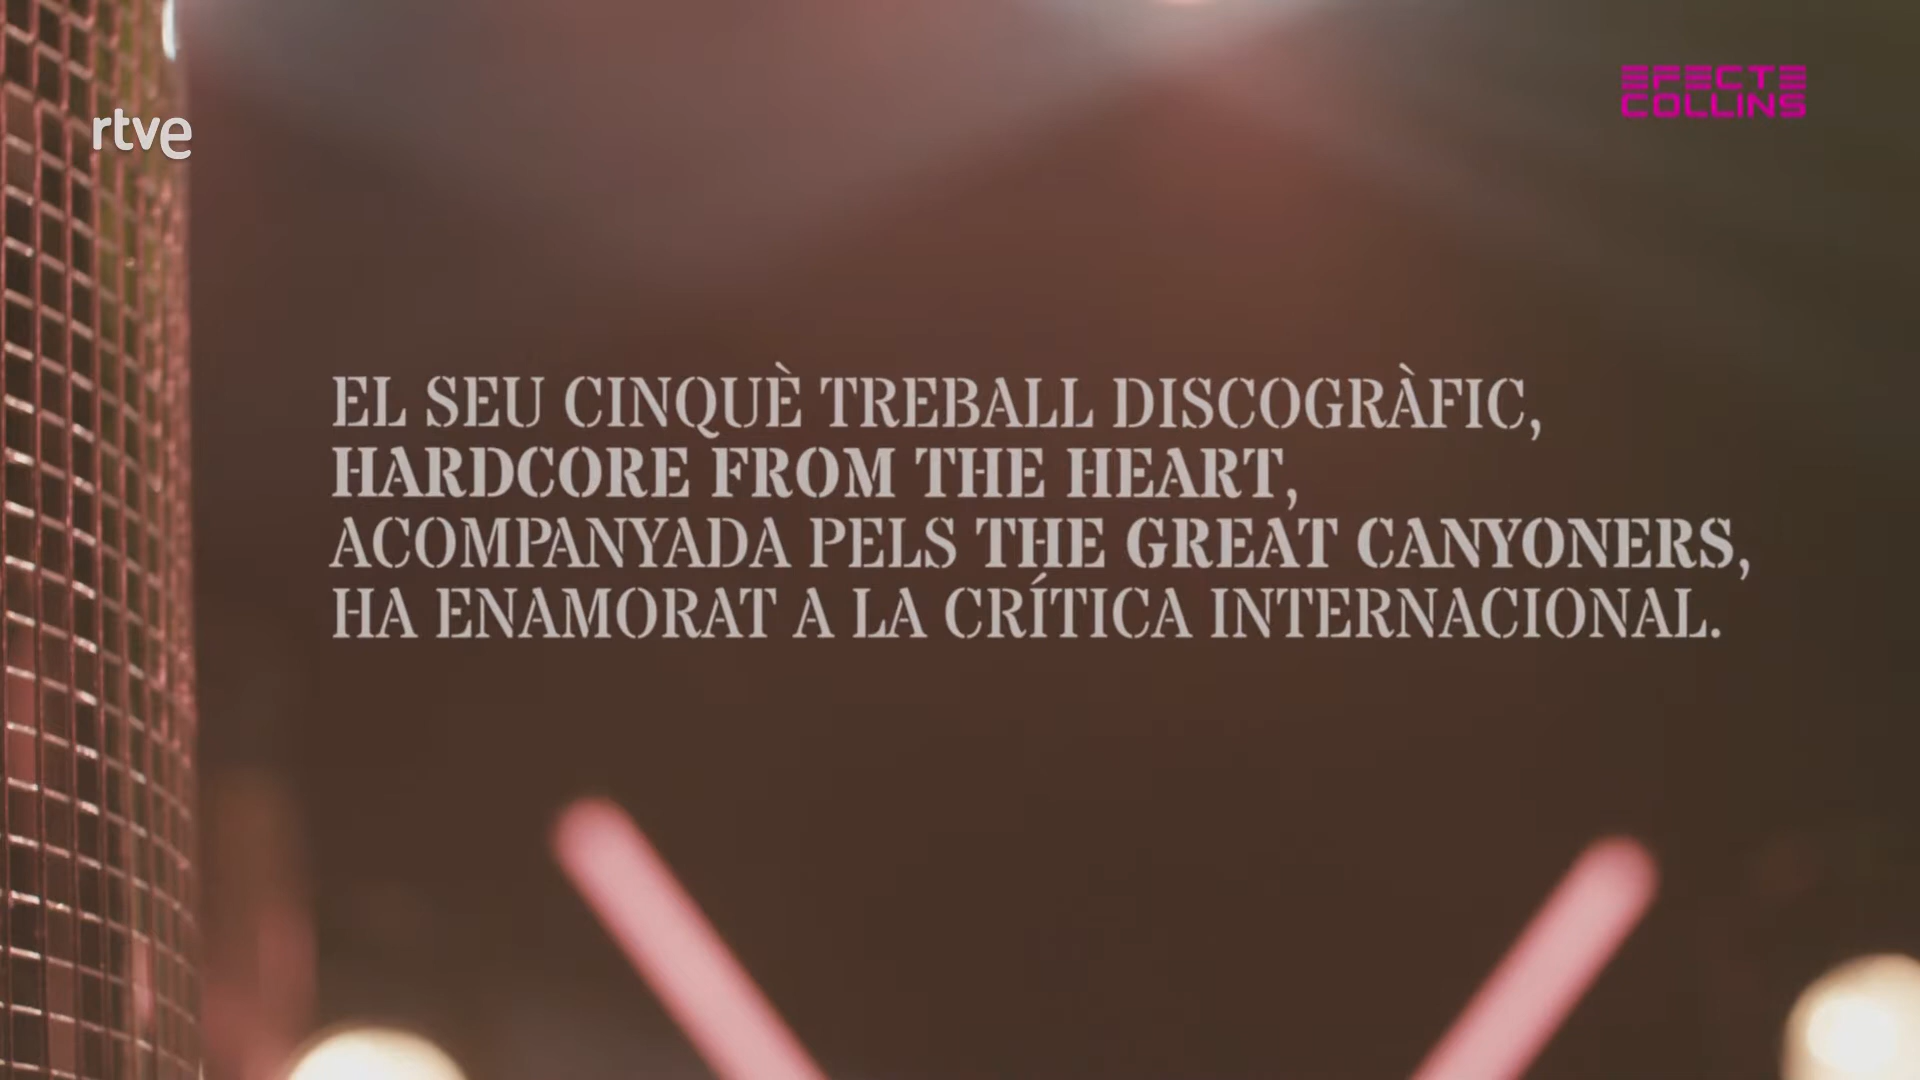 rtve
EFECTE
COLLINS
EL SEU CINQUÈ TREBALL DISCOGRÀFIC,
HARDCORE FROM THE HEART,
ACOMPANYADA PELS THE GREAT CANYONERS,
HA ENAMORAT A LA CRÍTICA INTERNACIONAL.